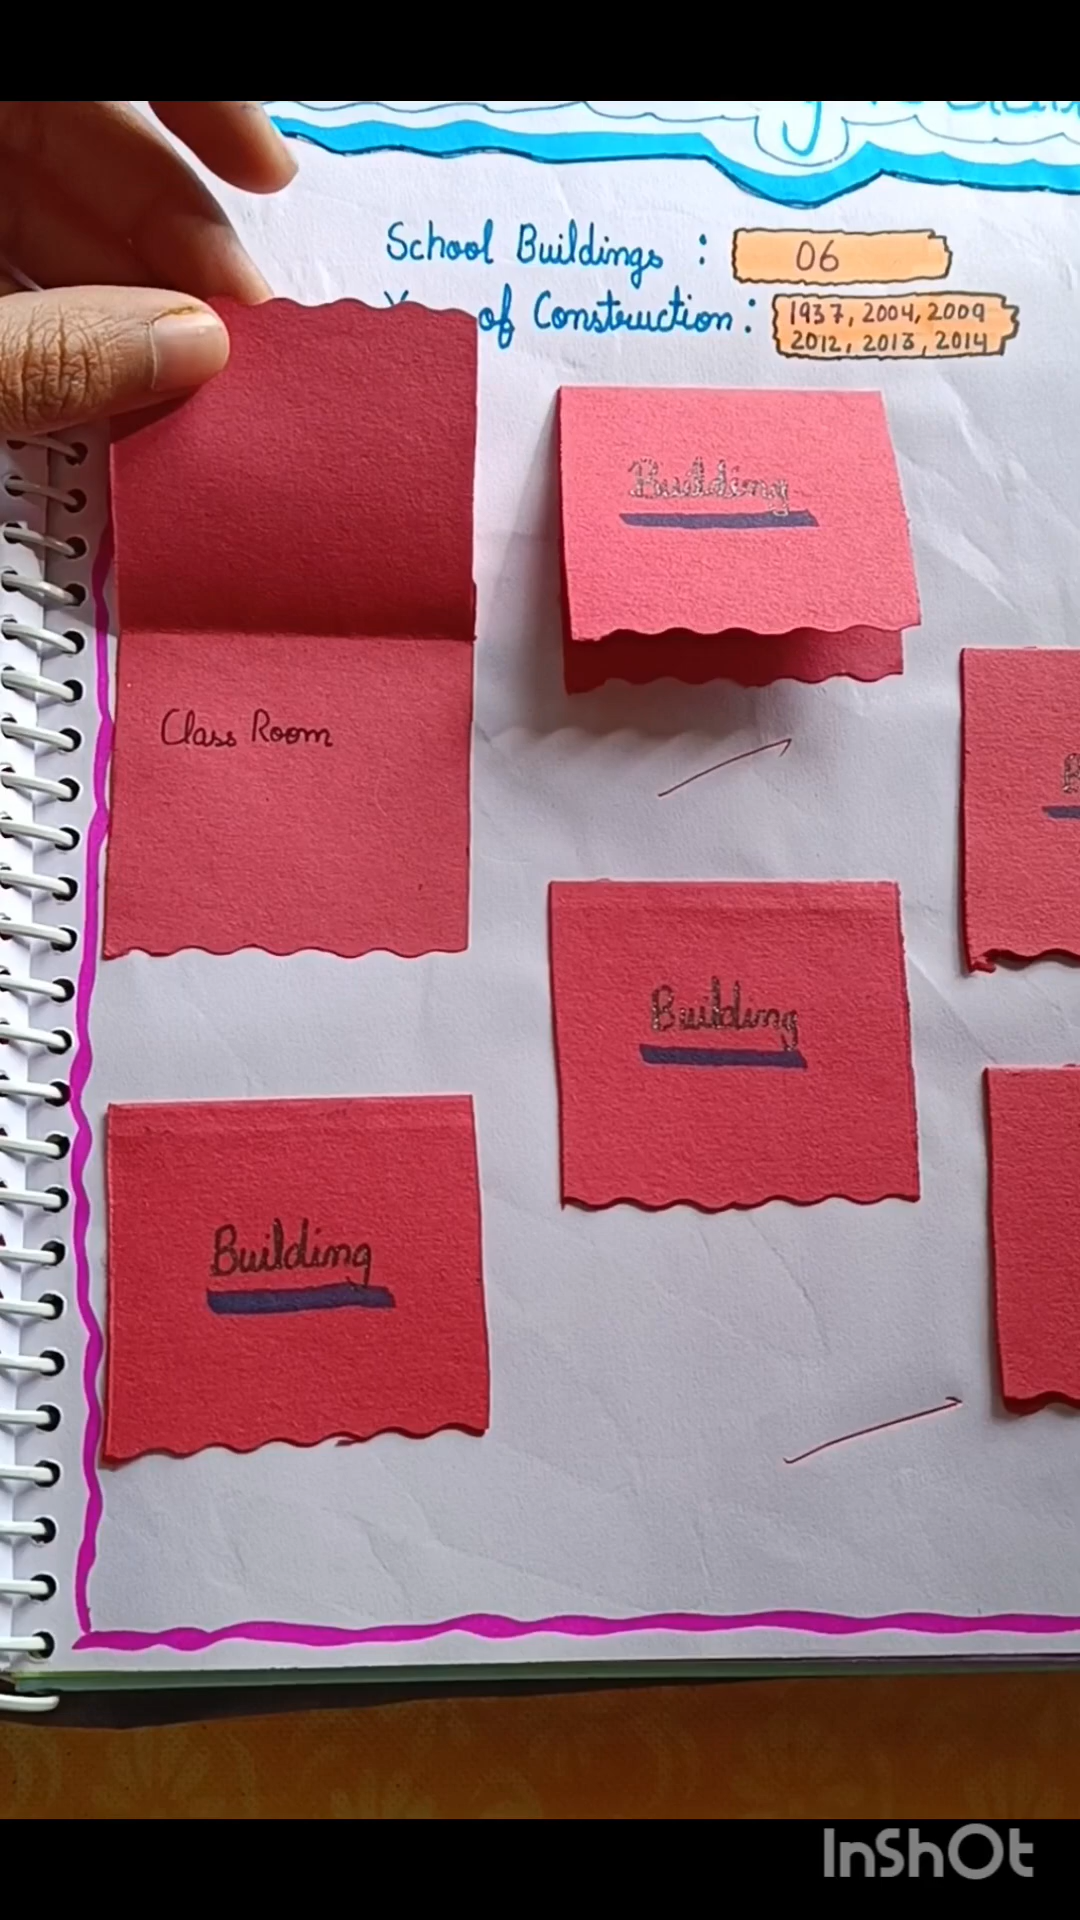 School Buildings : 06
of Construction : 1937, 2004, 2009
2012, 2013, 2014
Building
Class Room
Building
Building
InShOt